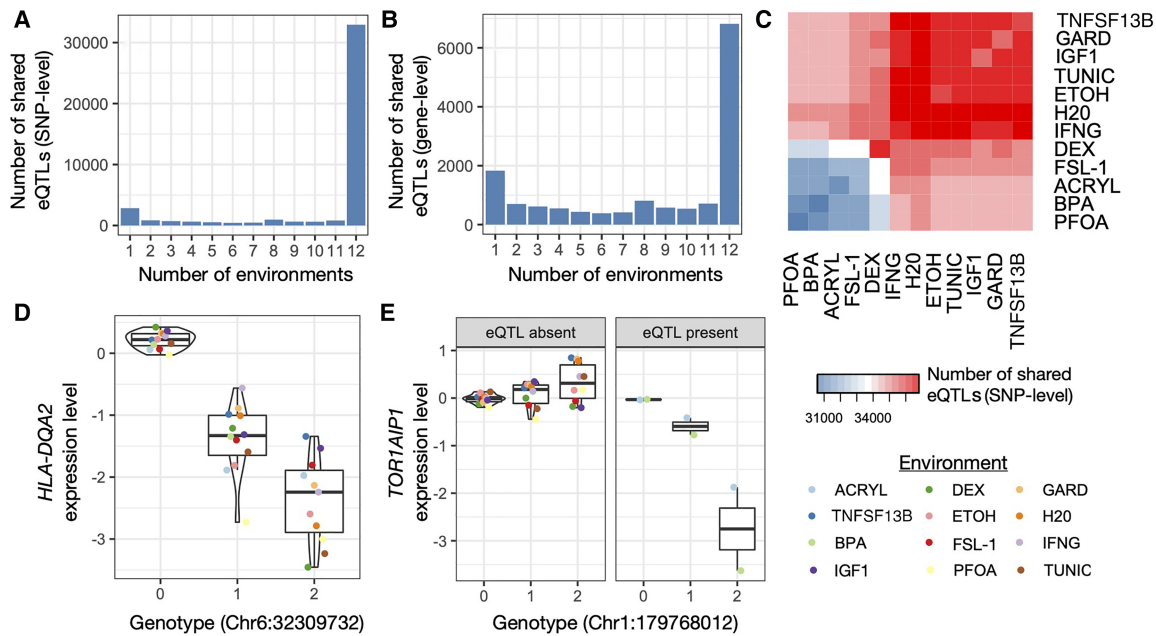 A
Number of shared
eQTLs (SNP-level)
30000
20000
10000
0
1 2 3 4 5 6 7 8 9 10 11 12
Number of environments
B
Number of shared
eQTLs (gene-level)
6000
4000
2000
0
1 2 3 4 5 6 7 8 9 10 11 12
Number of environments
C
TNFSF13B
GARD
IGF1
TUNIC
ETOH
H20
IFNG
DEX
FSL-1
ACRYL
BPA
PFOA
PFOA
BPA
ACRYL
FSL-1
DEX
IFNG
H20
ETOH
TUNIC
IGF1
GARD
TNFSF13B
Number of shared
eQTLs (SNP-level)
31000 34000
D
HLA-DQA2
expression level
0
-1
-2
-3
0 1 2
Genotype (Chr6:32309732)
E
TOR1AIP1
expression level
eQTL absent
eQTL present
1
0
-1
-2
-3
0 1 2
0 1 2
Genotype (Chr1:179768012)
Environment
ACRYL DEX GARD
TNFSF13B ETOH H20
BPA FSL-1 IFNG
IGF1 PFOA TUNIC